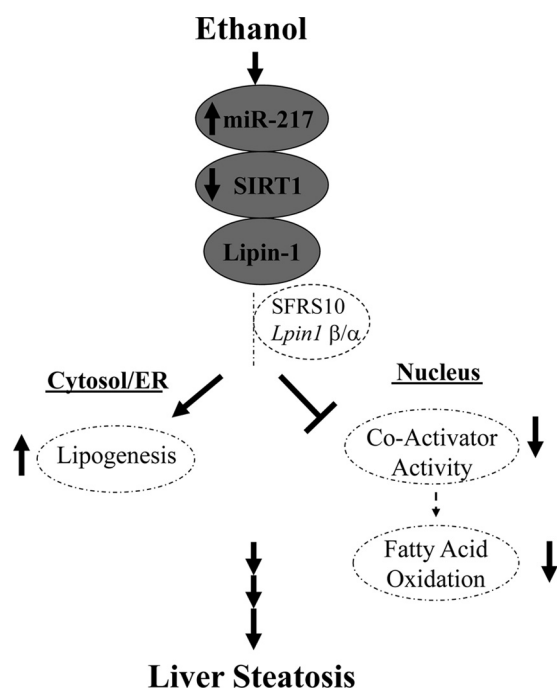 Ethanol
miR-217
SIRT1
Lipin-1
SFRS10
Lpin1 β/α
Cytosol/ER
Nucleus
Lipogenesis
Co-Activator
Activity
Fatty Acid
Oxidation
Liver Steatosis